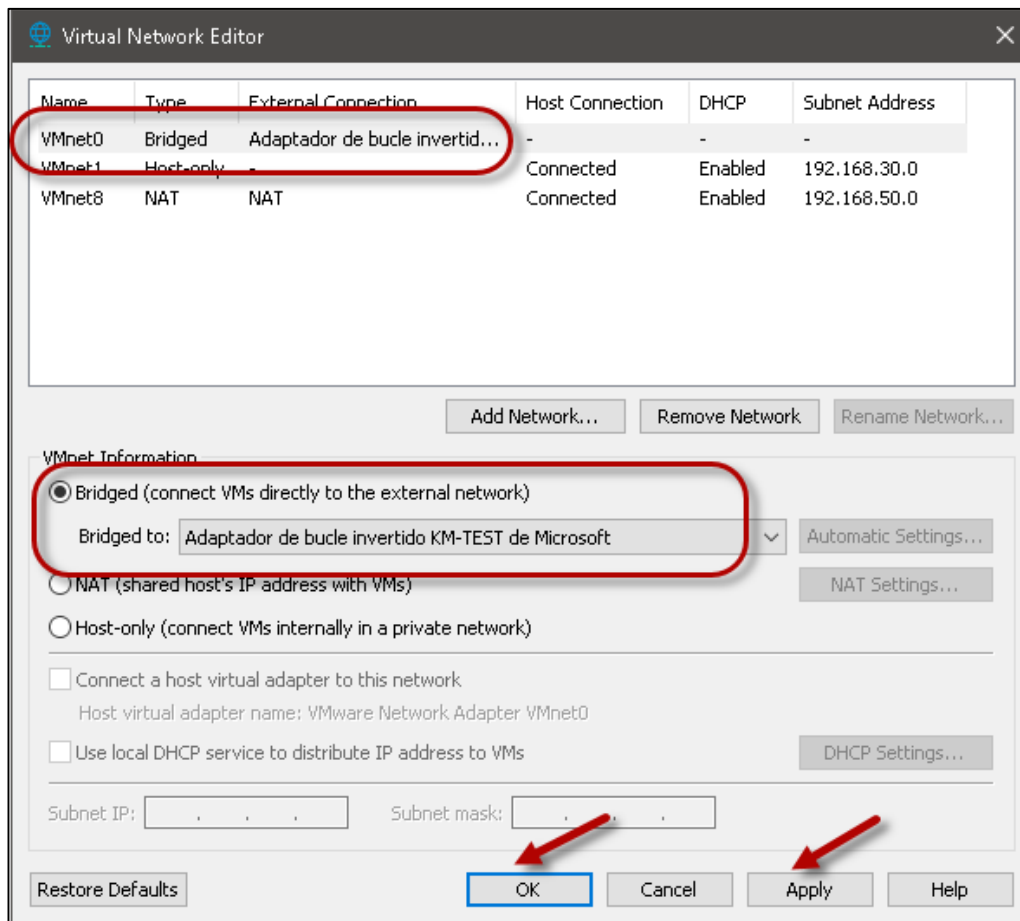 Virtual Network Editor
Name Type External Connection Host Connection DHCP Subnet Address
VMnet0 Bridged Adaptador de bucle invertid... - - -
VMnet1 Host-only - Connected Enabled 192.168.30.0
VMnet8 NAT NAT Connected Enabled 192.168.50.0
Add Network... Remove Network Rename Network...
VMnet Information
Bridged (connect VMs directly to the external network)
Bridged to: Adaptador de bucle invertido KM-TEST de Microsoft Automatic Settings...
NAT (shared host's IP address with VMs) NAT Settings...
Host-only (connect VMs internally in a private network)
Connect a host virtual adapter to this network
Host virtual adapter name: VMware Network Adapter VMnet0
Use local DHCP service to distribute IP address to VMs DHCP Settings...
Subnet IP: . . . Subnet mask: . . .
Restore Defaults OK Cancel Apply Help